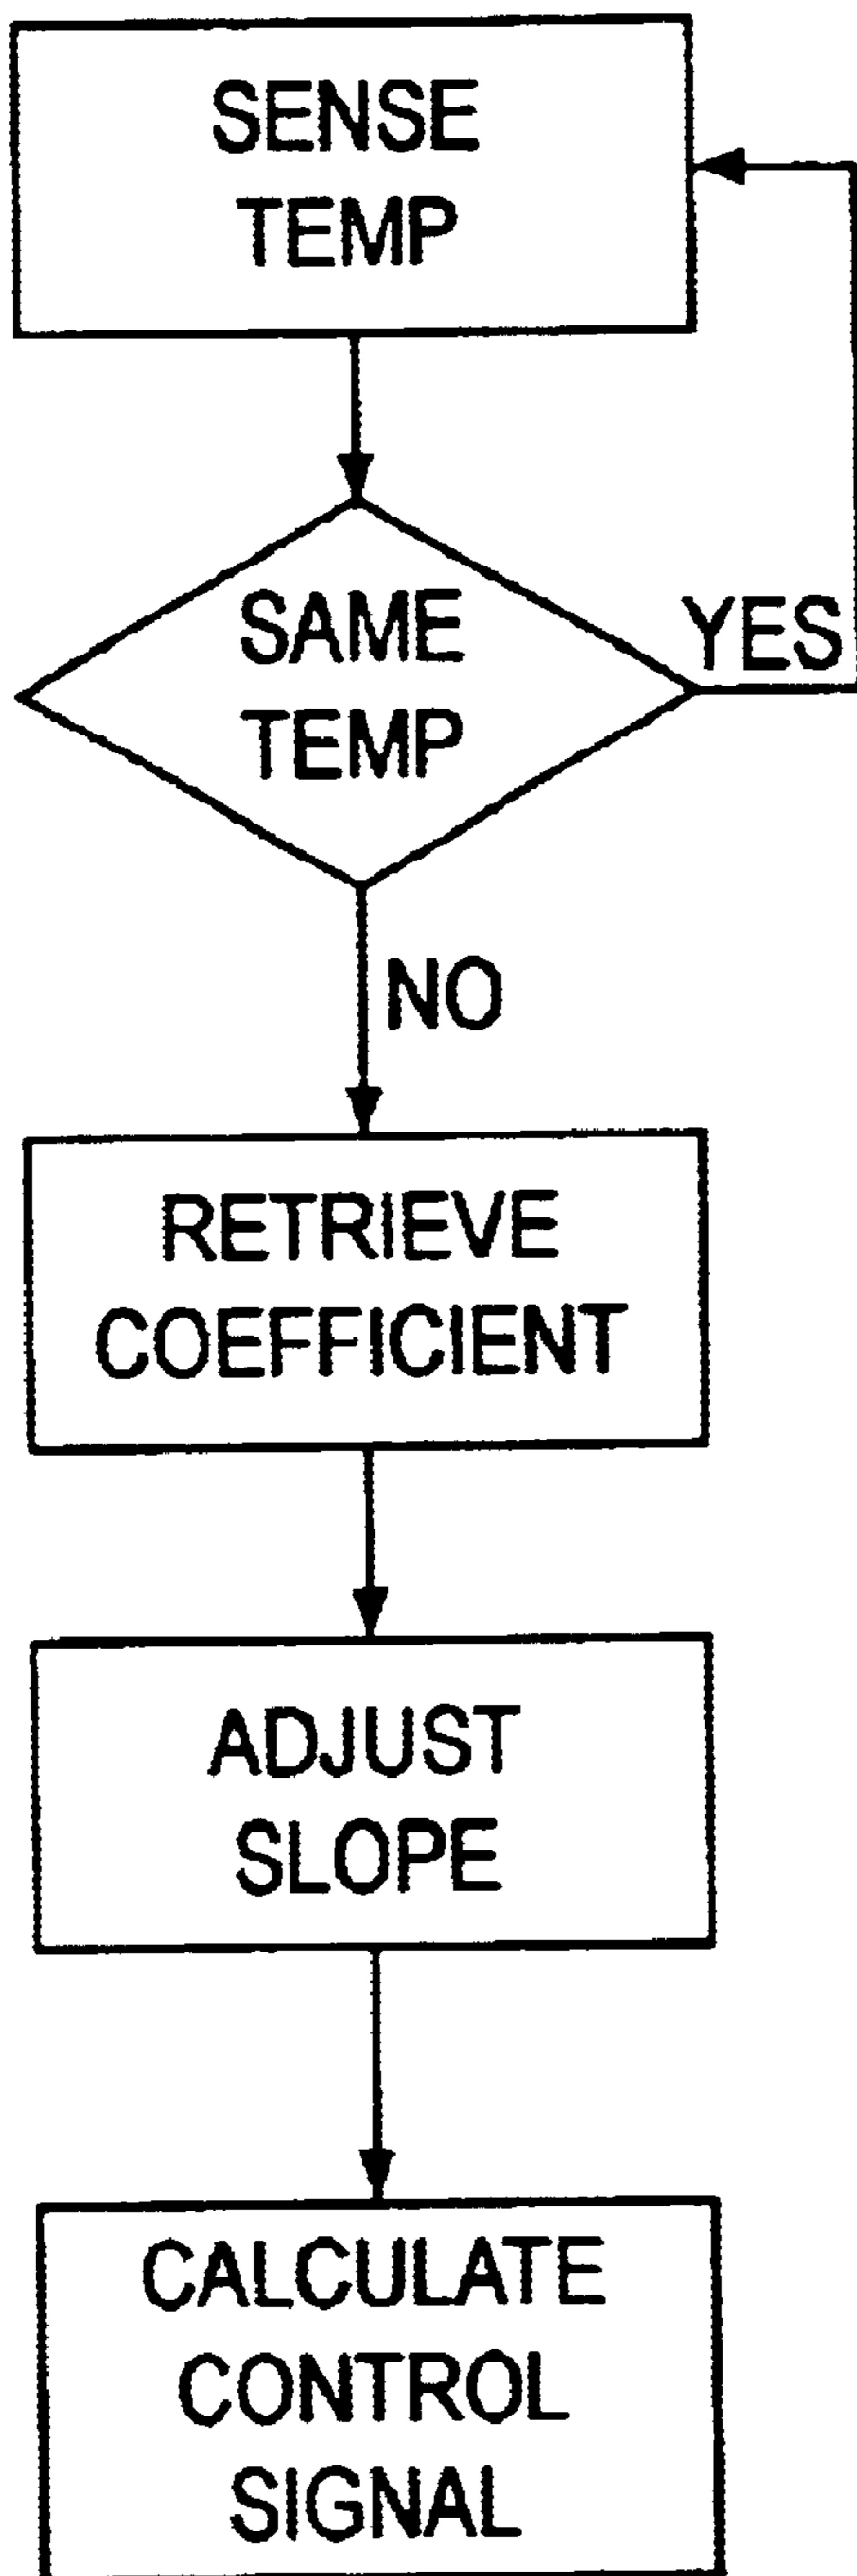 SENSE
TEMP
SAME
TEMP
YES
NO
RETRIEVE
COEFFICIENT
ADJUST
SLOPE
CALCULATE
CONTROL
SIGNAL